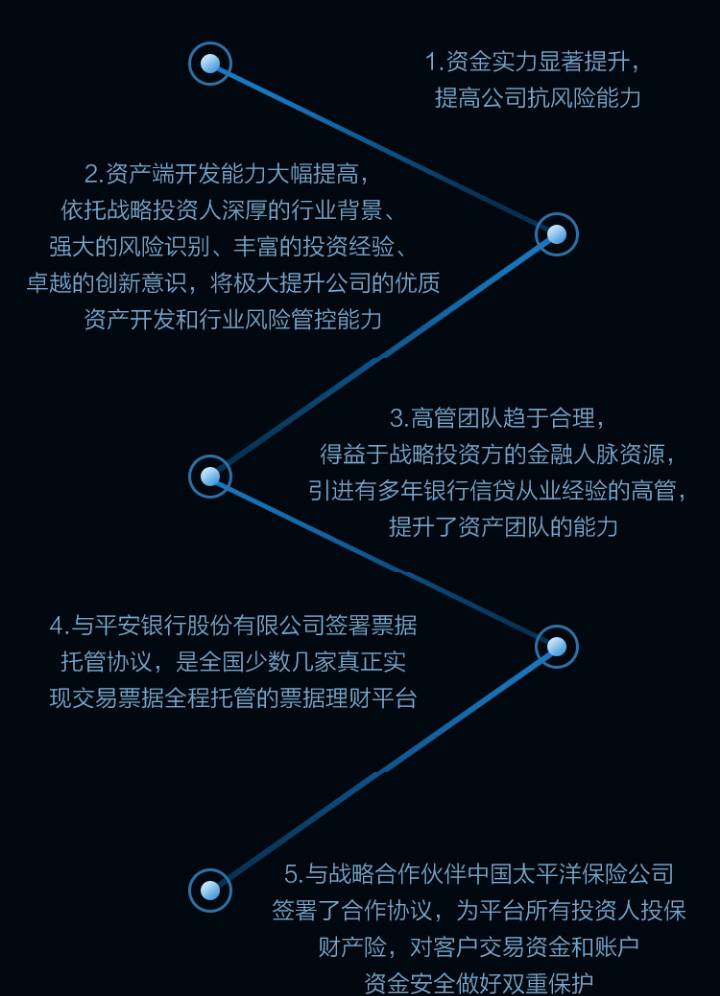 1.资金实力显著提升，
提高公司抗风险能力
2.资产端开发能力大幅提高，
依托战略投资人深厚的行业背景、
强大的风险识别、丰富的投资经验、
卓越的创新意识，将极大提升公司的优质
资产开发和行业风险管控能力
3.高管团队趋于合理，
得益于战略投资方的金融人脉资源，
引进有多年银行信贷从业经验的高管，
提升了资产团队的能力
4.与平安银行股份有限公司签署票据
托管协议，是全国少数几家真正实
现交易票据全程托管的票据理财平台
5.与战略合作伙伴中国太平洋保险公司
签署了合作协议，为平台所有投资人投保
财产险，对客户交易资金和账户
资金安全做好双重保护